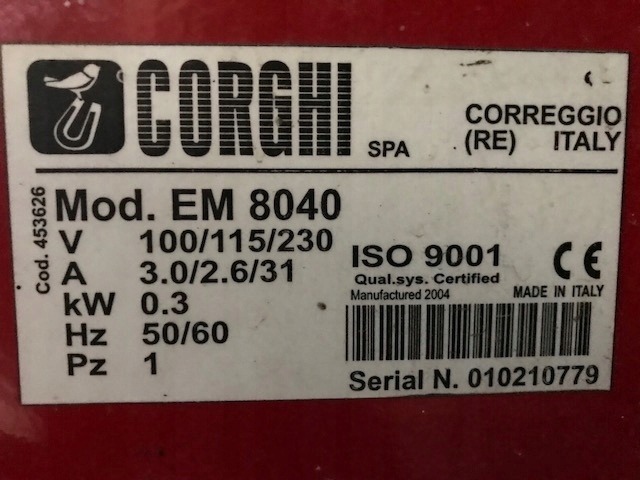 CORGHI SPA
CORREGGIO
(RE) ITALY
Cod. 453626
Mod. EM 8040
V 100/115/230
A 3.0/2.6/31
kW 0.3
Hz 50/60
Pz 1
ISO 9001 CE
Qual.sys. Certified
Manufactured 2004 MADE IN ITALY
Serial N. 010210779